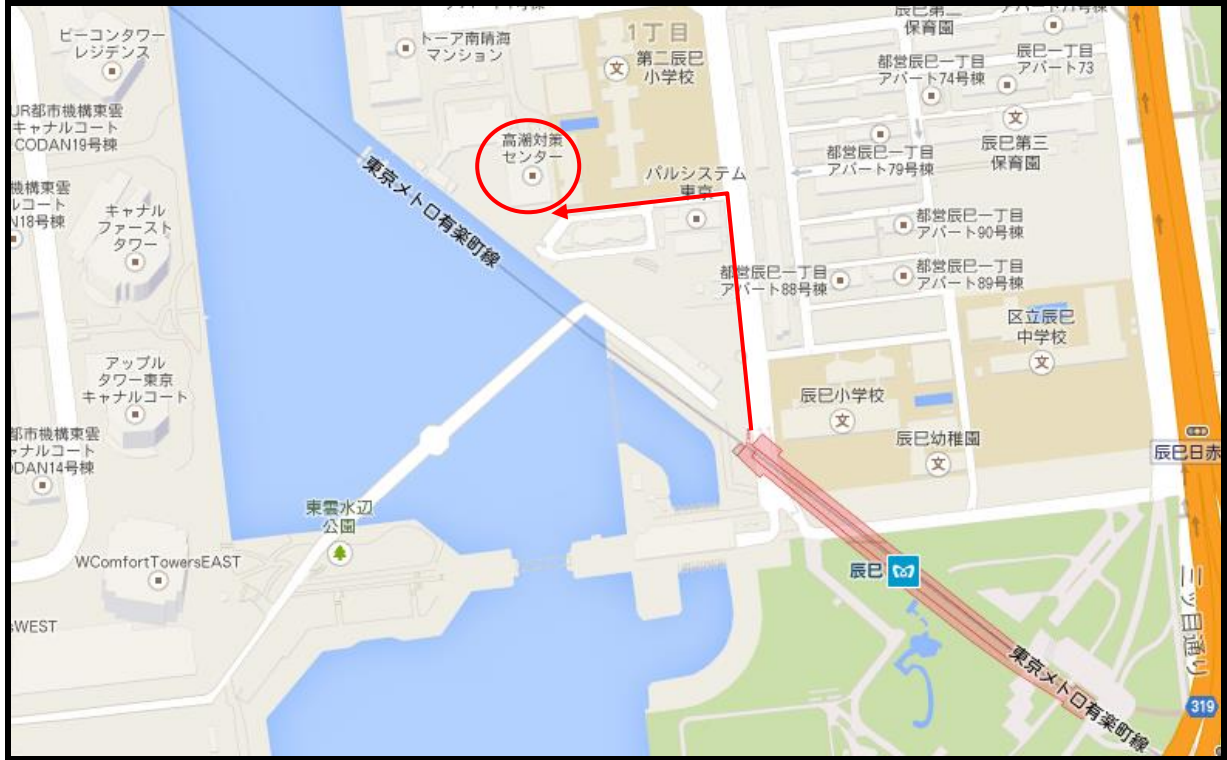 ビーコンタワー
レジデンス
トーア南晴海
マンション
1丁目
第二辰巳
小学校
文
辰巳第二
保育園
都営辰巳一丁目
アパート74号棟
辰巳一丁目
アパート73
UR都市機構東雲
キャナルコート
CODAN19号棟
高潮対策
センター
文
辰巳第三
保育園
都営辰巳一丁目
アパート79号棟
パルシステム
東京
東京メトロ有楽町線
機構東雲
ルコート
18号棟
キャナル
ファースト
タワー
都営辰巳一丁目
アパート90号棟
都営辰巳一丁目
アパート88号棟
都営辰巳一丁目
アパート89号棟
区立辰巳
中学校
文
アップル
タワー東京
キャナルコート
辰巳小学校
文
辰巳幼稚園
文
都市機構東雲
ャナルコート
DAN14号棟
辰巳日赤
東雲水辺
公園
WComfortTowersEAST
辰巳
WEST
三ツ目通り
東京メトロ有楽町線
319